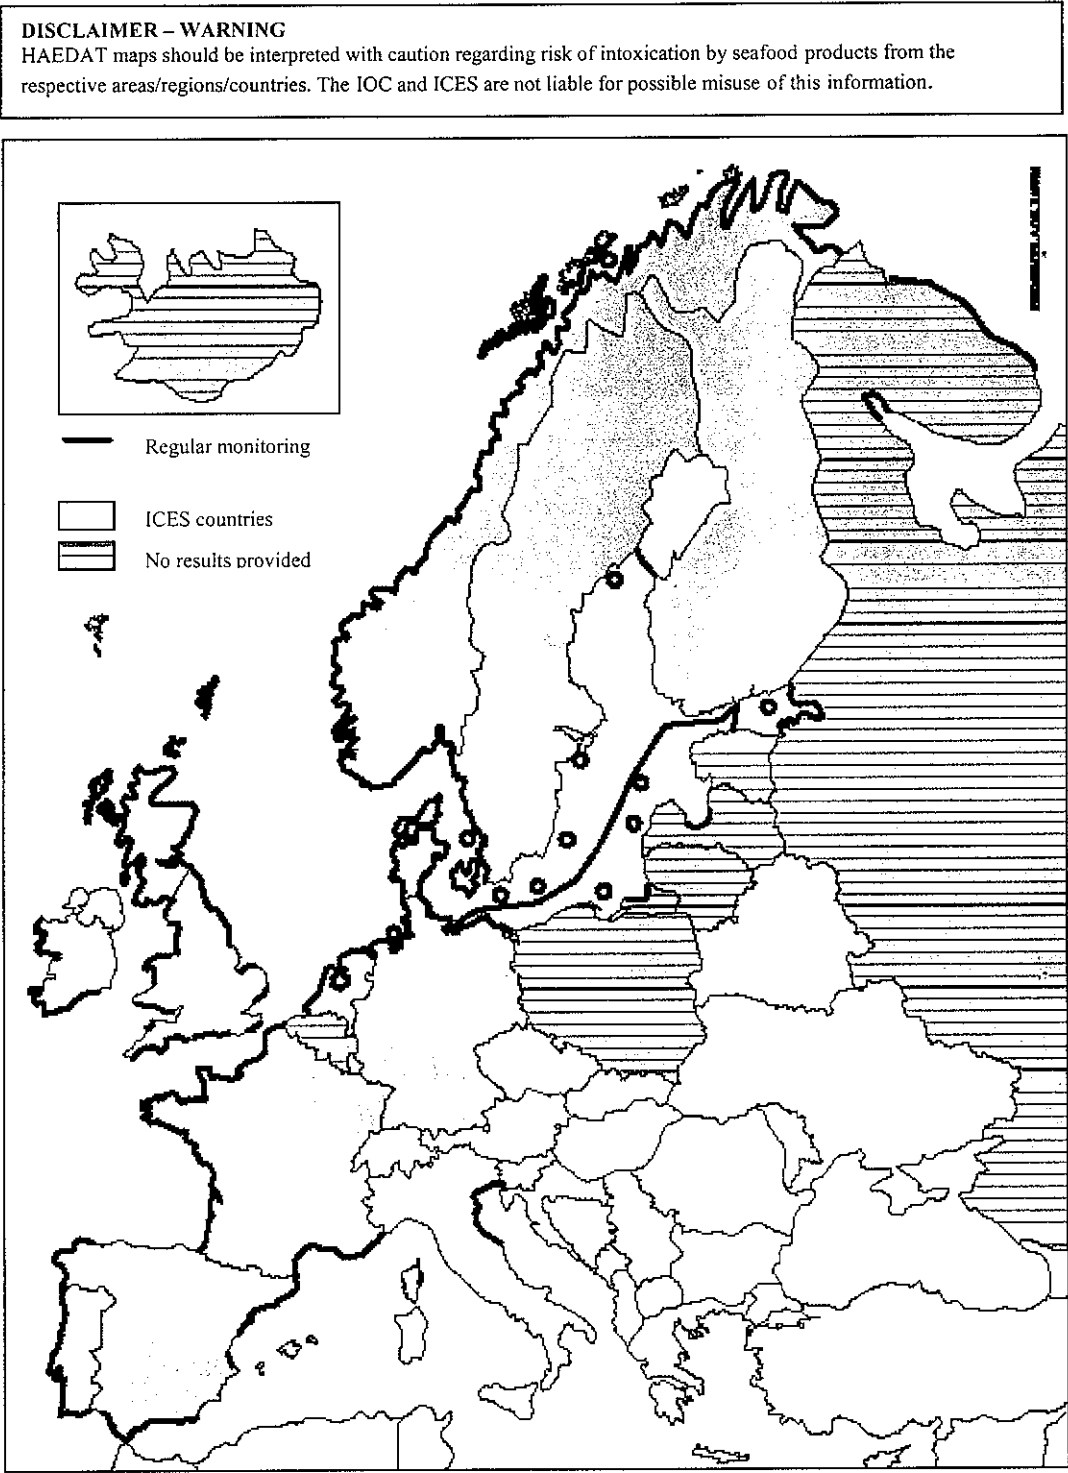 DISCLAIMER – WARNING
HAEDAT maps should be interpreted with caution regarding risk of intoxication by seafood products from the
respective areas/regions/countries. The IOC and ICES are not liable for possible misuse of this information.
Regular monitoring
ICES countries
No results provided